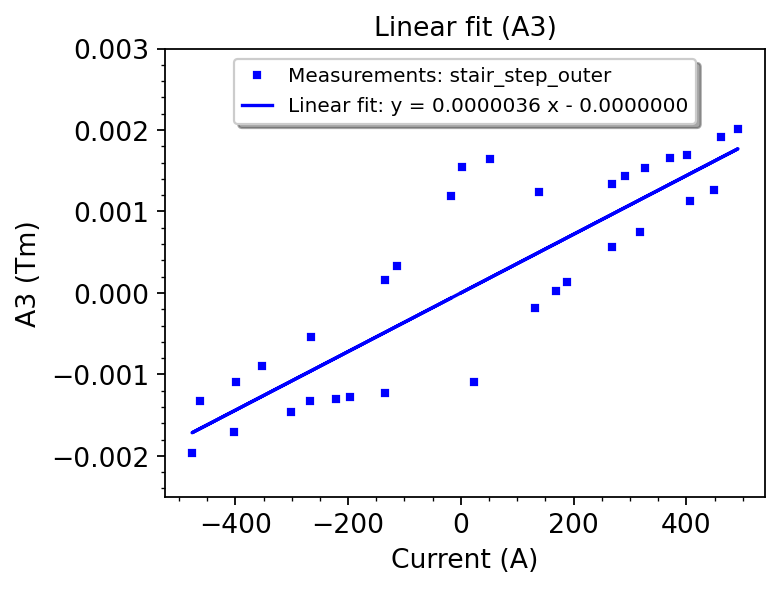 Linear fit (A3)
Measurements: stair_step_outer
Linear fit: y = 0.0000036 x - 0.0000000
0.003
0.002
0.001
0.000
−0.001
−0.002
A3 (Tm)
−400
−200
0
200
400
Current (A)